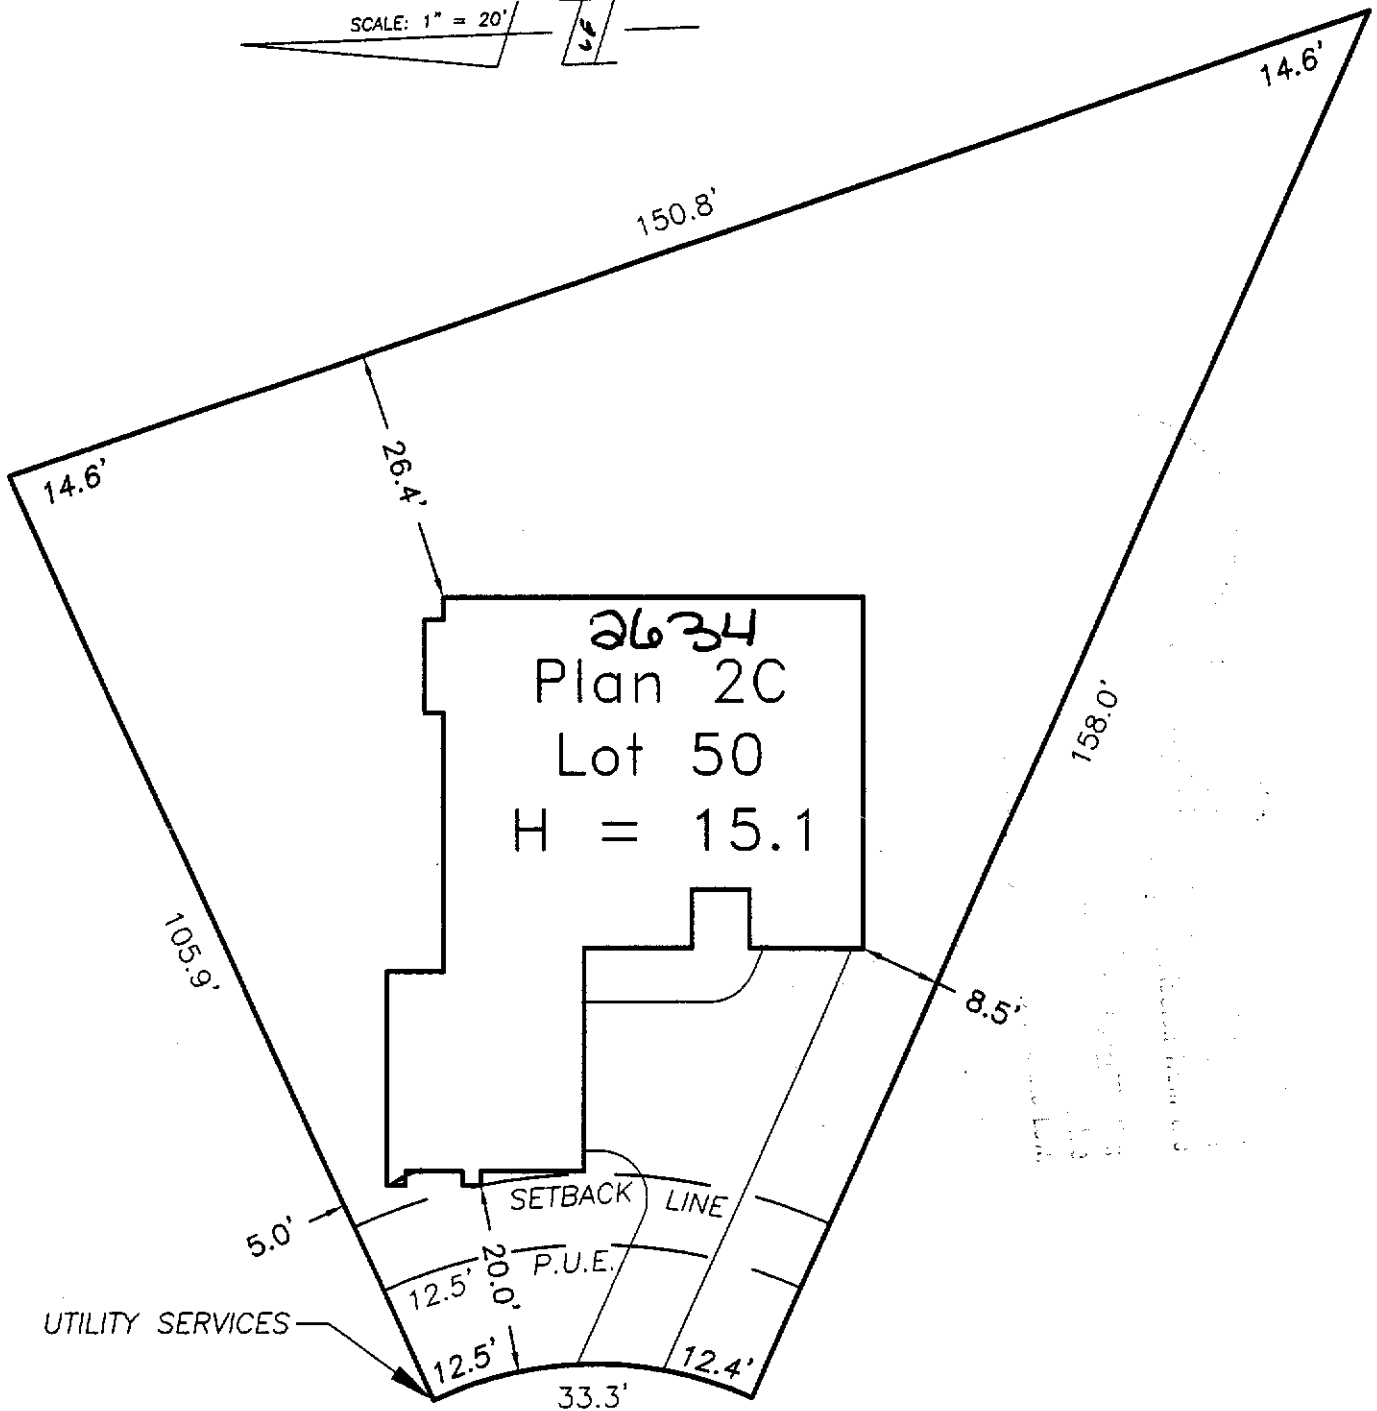 SCALE: 1" = 20'
14.6'
150.8'
14.6'
26.4'
2634
Plan 2C
Lot 50
H = 15.1
158.0'
105.9'
8.5'
SETBACK LINE
5.0'
20.0'
12.5' P.U.E.
UTILITY SERVICES
12.5'
12.4'
33.3'